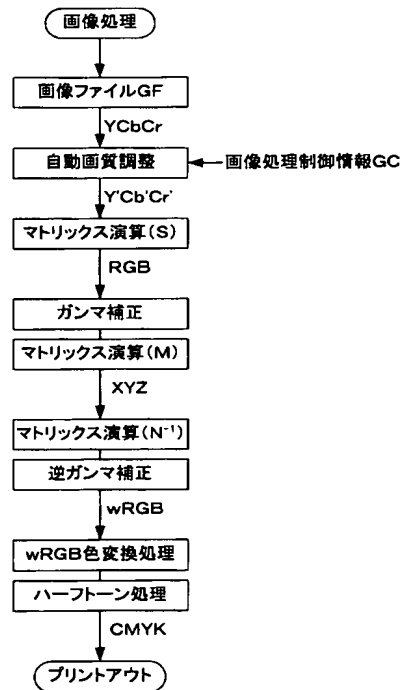 画像処理
画像ファイルGF
YCbCr
自動画質調整
画像処理制御情報GC
Y'Cb'Cr'
マトリックス演算(S)
RGB
ガンマ補正
マトリックス演算(M)
XYZ
マトリックス演算(N⁻¹)
逆ガンマ補正
wRGB
wRGB色変換処理
ハーフトーン処理
CMYK
プリントアウト